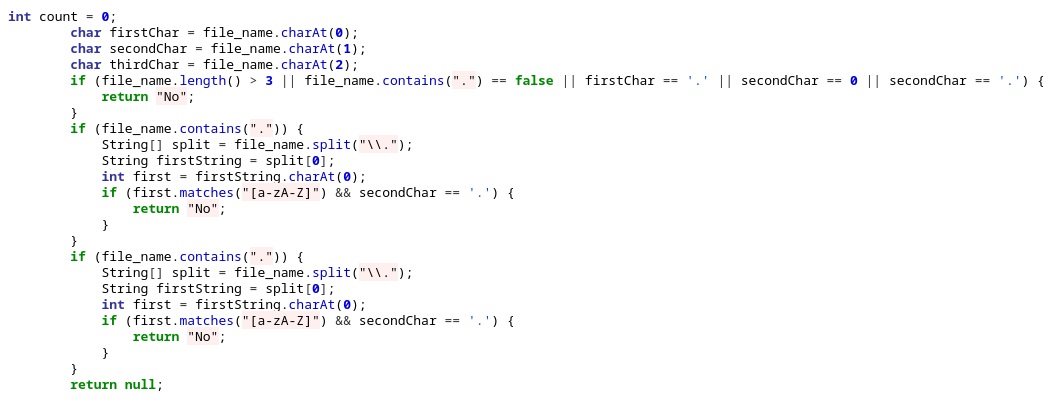 int count = 0;
        char firstChar = file_name.charAt(0);
        char secondChar = file_name.charAt(1);
        char thirdChar = file_name.charAt(2);
        if (file_name.length() > 3 || file_name.contains(".") == false || firstChar == '.' || secondChar == 0 || secondChar == '.') {
            return "No";
        }
        if (file_name.contains(".")) {
            String[] split = file_name.split("\\.");
            String firstString = split[0];
            int first = firstString.charAt(0);
            if (first.matches("[a-zA-Z]") && secondChar == '.') {
                return "No";
            }
        }
        if (file_name.contains(".")) {
            String[] split = file_name.split("\\.");
            String firstString = split[0];
            int first = firstString.charAt(0);
            if (first.matches("[a-zA-Z]") && secondChar == '.') {
                return "No";
            }
        }
        return null;